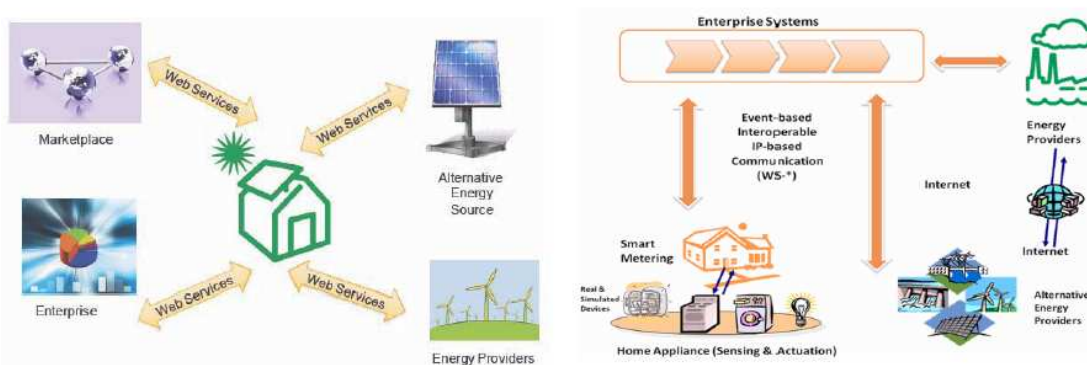 Web Services
Web Services
Marketplace
Alternative
Energy
Source
Enterprise
Web Services
Web Services
Energy Providers
Enterprise Systems
Event-based
Interoperable
IP-based
Communication
(WS-*)
Energy
Providers
Internet
Internet
Smart
Metering
Real &
Simulated
Devices
Alternative
Energy
Providers
Home Appliance (Sensing & Actuation)